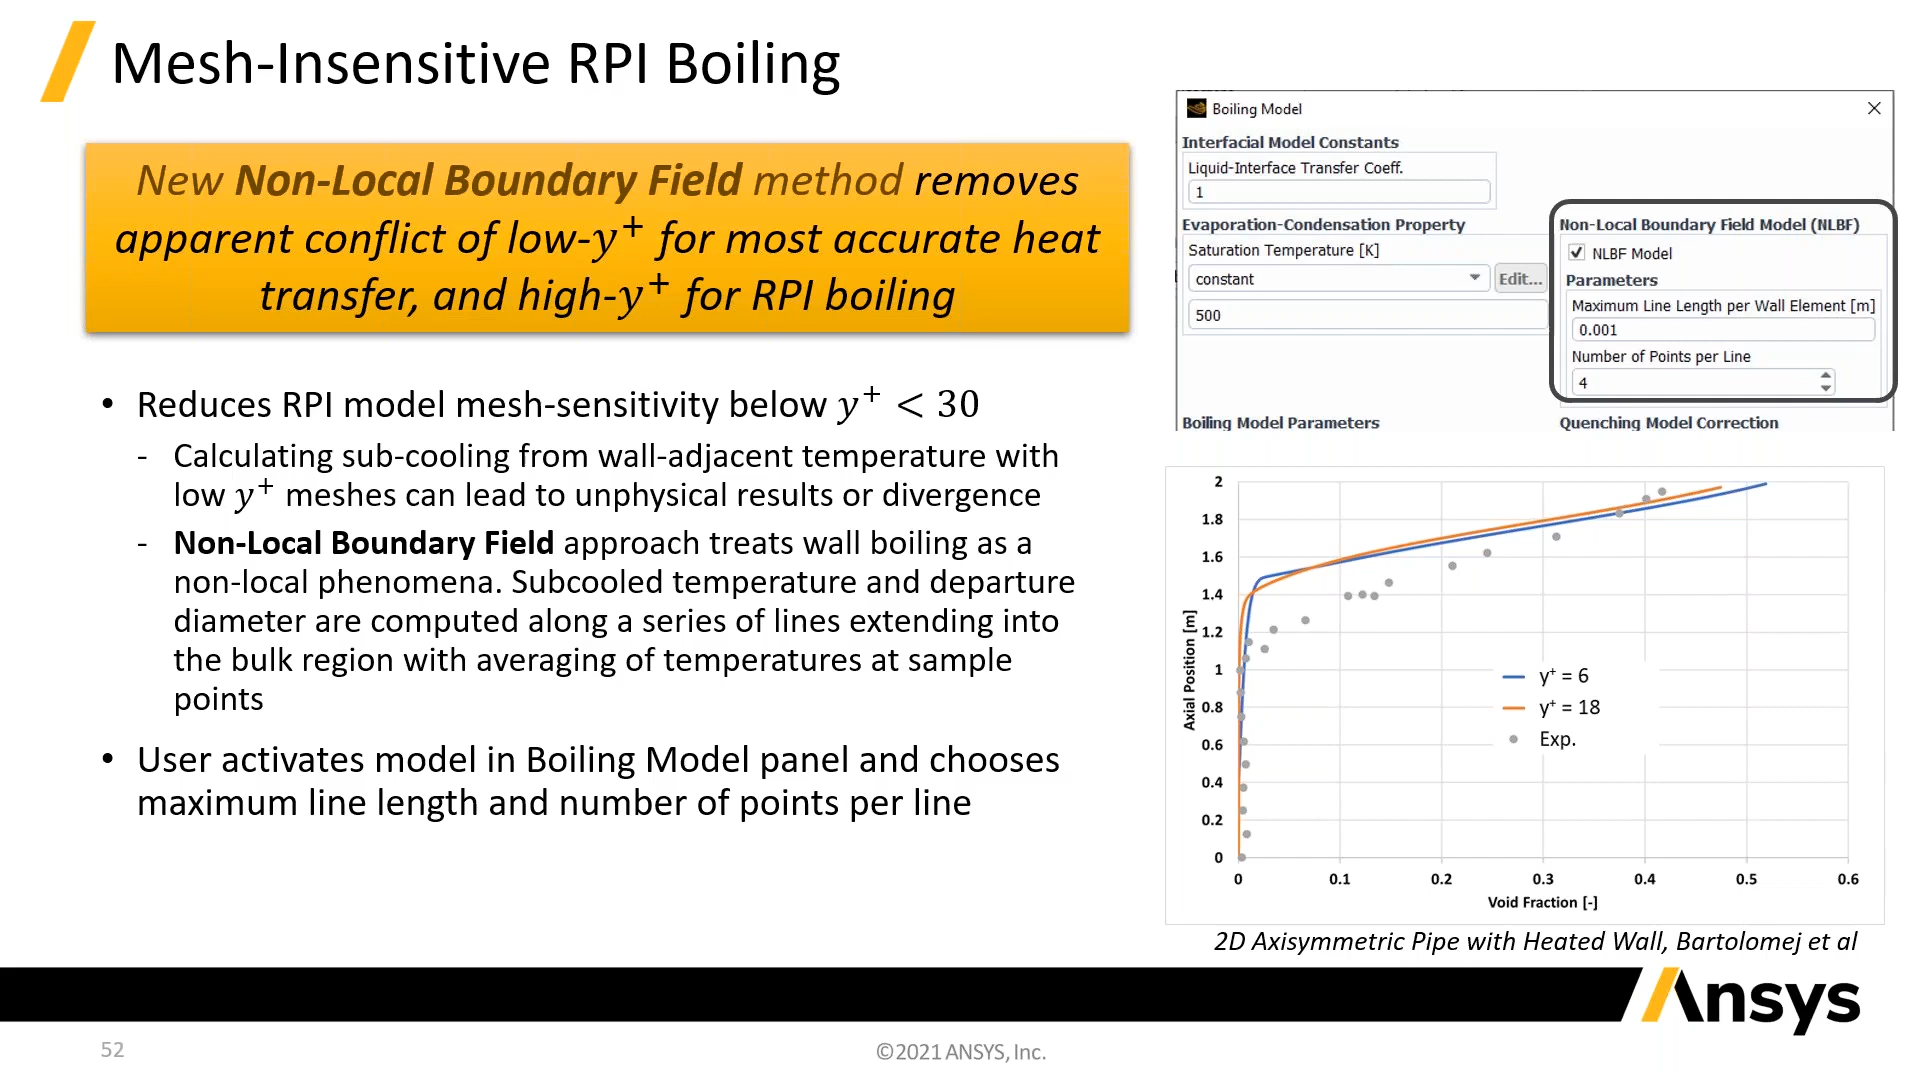 Mesh-Insensitive RPI Boiling
New Non-Local Boundary Field method removes
apparent conflict of low-y⁺ for most accurate heat
transfer, and high-y⁺ for RPI boiling
• Reduces RPI model mesh-sensitivity below y⁺ < 30
- Calculating sub-cooling from wall-adjacent temperature with
low y⁺ meshes can lead to unphysical results or divergence
- Non-Local Boundary Field approach treats wall boiling as a
non-local phenomena. Subcooled temperature and departure
diameter are computed along a series of lines extending into
the bulk region with averaging of temperatures at sample
points
• User activates model in Boiling Model panel and chooses
maximum line length and number of points per line
Boiling Model
Interfacial Model Constants
Liquid-Interface Transfer Coeff.
1
Evaporation-Condensation Property
Saturation Temperature [K]
constant
Edit...
500
Non-Local Boundary Field Model (NLBF)
NLBF Model
Parameters
Maximum Line Length per Wall Element [m]
0.001
Number of Points per Line
4
Boiling Model Parameters
Quenching Model Correction
2
1.8
1.6
1.4
1.2
1
0.8
0.6
0.4
0.2
0
Axial Position [m]
y⁺ = 6
y⁺ = 18
Exp.
0 0.1 0.2 0.3 0.4 0.5 0.6
Void Fraction [-]
2D Axisymmetric Pipe with Heated Wall, Bartolomej et al
Ansys
52
©2021 ANSYS, Inc.